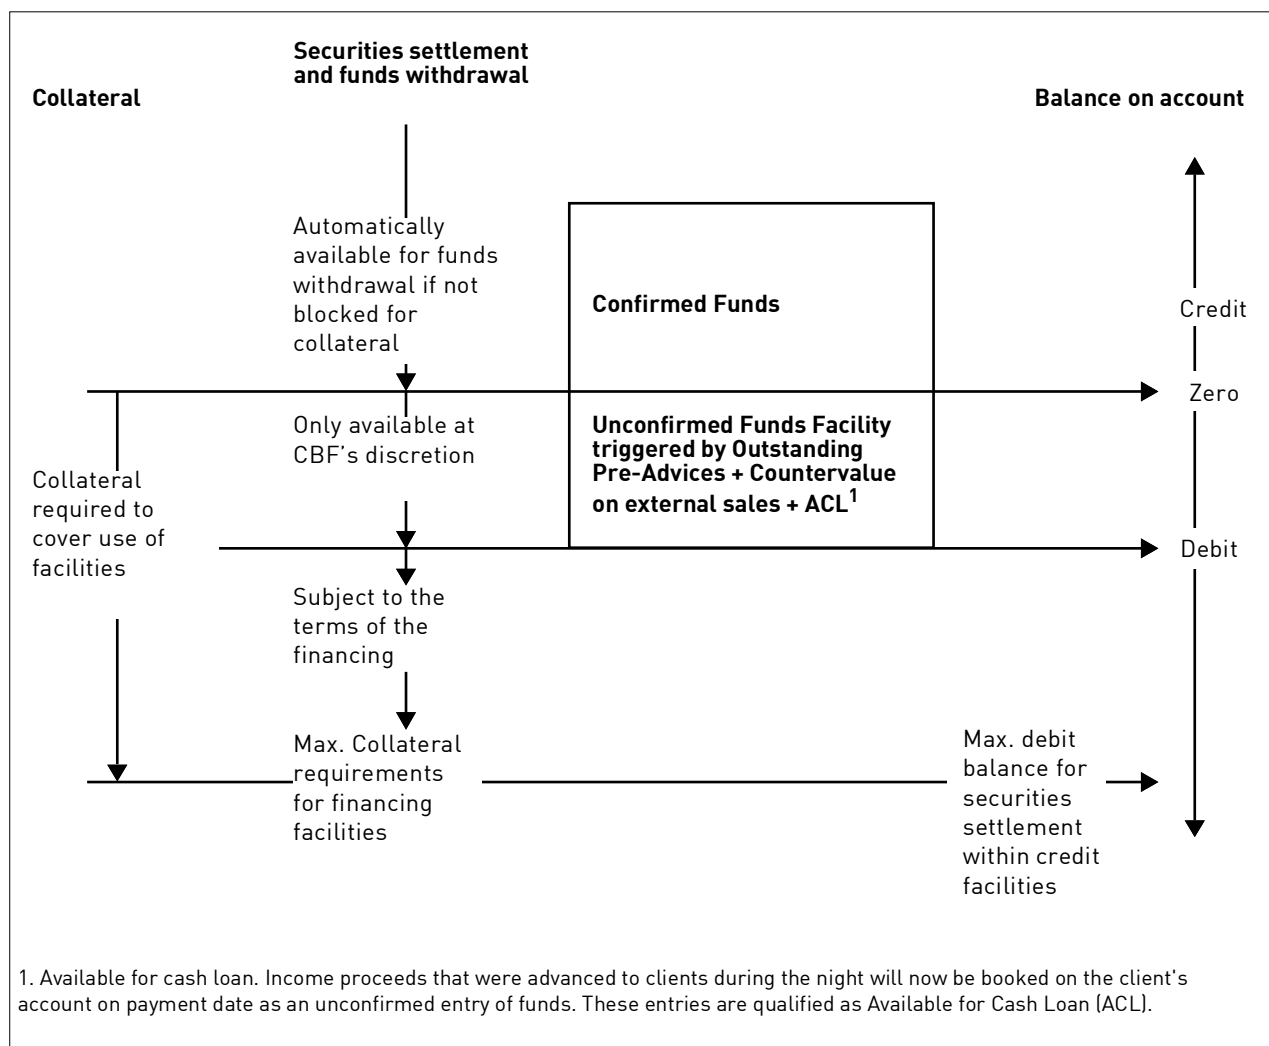 Securities settlement
and funds withdrawal
Collateral
Balance on account
Automatically
available for funds
withdrawal if not
blocked for
collateral
Confirmed Funds
Credit
Zero
Only available at
CBF’s discretion
Unconfirmed Funds Facility
triggered by Outstanding
Pre-Advices + Countervalue
on external sales + ACL1
Collateral
required to
cover use of
facilities
Debit
Subject to the
terms of the
financing
Max. Collateral
requirements
for financing
facilities
Max. debit
balance for
securities
settlement
within credit
facilities
1. Available for cash loan. Income proceeds that were advanced to clients during the night will now be booked on the client's
account on payment date as an unconfirmed entry of funds. These entries are qualified as Available for Cash Loan (ACL).